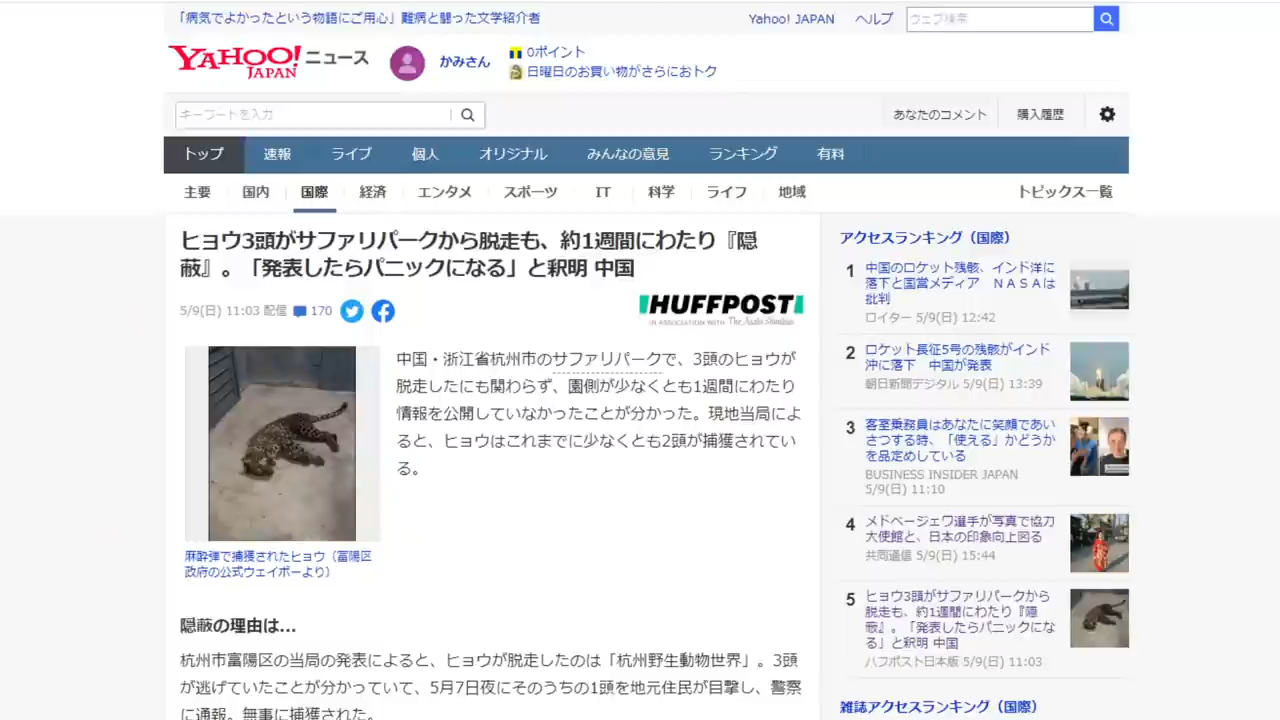 「病気でよかったという物語にご用心」難病と闘った文学紹介者
Yahoo! JAPAN
ヘルプ
ウェブ検索
YAHOO! JAPAN ニュース
かみさん
0ポイント
日曜日のお買い物がさらにおトク
キーワードを入力
あなたのコメント
購入履歴
トップ 速報 ライブ 個人 オリジナル みんなの意見 ランキング 有料
主要 国内 国際 経済 エンタメ スポーツ IT 科学 ライフ 地域 トピックス一覧
ヒョウ3頭がサファリパークから脱走も、約1週間にわたり『隠
蔽』。「発表したらパニックになる」と釈明 中国
5/9(日) 11:03 配信 170
HUFFPOST
IN ASSOCIATION WITH The Asahi Shimbun
中国・浙江省杭州市のサファリパークで、3頭のヒョウが
脱走したにも関わらず、園側が少なくとも1週間にわたり
情報を公開していなかったことが分かった。現地当局によ
ると、ヒョウはこれまでに少なくとも2頭が捕獲されてい
る。
麻酔弾で捕獲されたヒョウ（富陽区
政府の公式ウェイボーより）
隠蔽の理由は...
杭州市富陽区の当局の発表によると、ヒョウが脱走したのは「杭州野生動物世界」。3頭
が逃げていたことが分かっていて、5月7日夜にそのうちの1頭を地元住民が目撃し、警察
に通報。無事に捕獲された。
アクセスランキング（国際）
1
中国のロケット残骸、インド洋に
落下と国営メディア ＮＡＳＡは
批判
ロイター 5/9(日) 12:42
2
ロケット長征5号の残骸がインド
沖に落下 中国が発表
朝日新聞デジタル 5/9(日) 13:39
3
客室乗務員はあなたに笑顔であい
さつする時、「使える」かどうか
を品定めしている
BUSINESS INSIDER JAPAN
5/9(日) 11:10
4
メドベージェワ選手が写真で協力
大使館と、日本の印象向上図る
共同通信 5/9(日) 15:44
5
ヒョウ3頭がサファリパークから
脱走も、約1週間にわたり『隠
蔽』。「発表したらパニックにな
る」と釈明 中国
ハフポスト日本版 5/9(日) 11:03
雑誌アクセスランキング（国際）